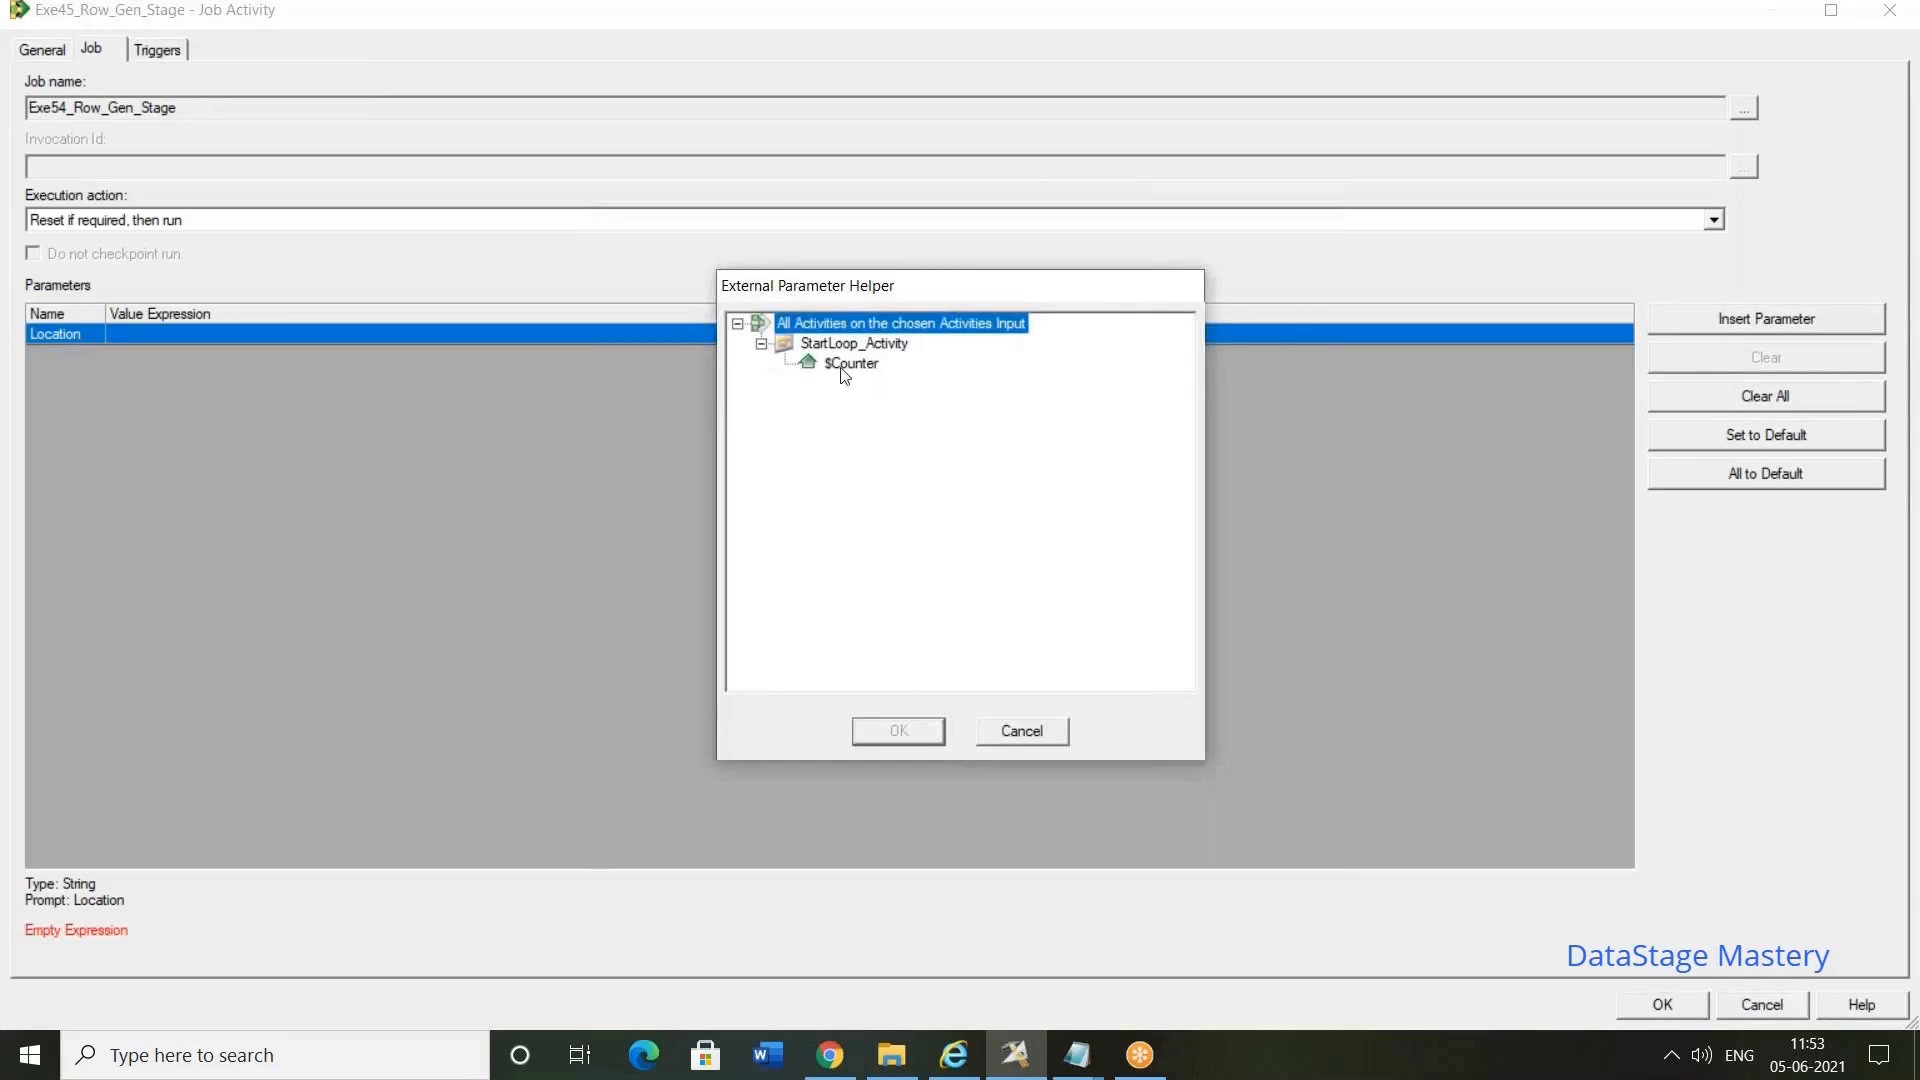 Exe45_Row_Gen_Stage - Job Activity
General
Job
Triggers
Job name:
Exe54_Row_Gen_Stage
...
Invocation Id:
...
Execution action:
Reset if required, then run
Do not checkpoint run.
Parameters
Name
Value Expression
Location
Insert Parameter
Clear
Clear All
Set to Default
All to Default
External Parameter Helper
All Activities on the chosen Activities Input
StartLoop_Activity
$Counter
OK
Cancel
Type: String
Prompt: Location
Empty Expression
DataStage Mastery
OK
Cancel
Help
Type here to search
ENG
11:53
05-06-2021